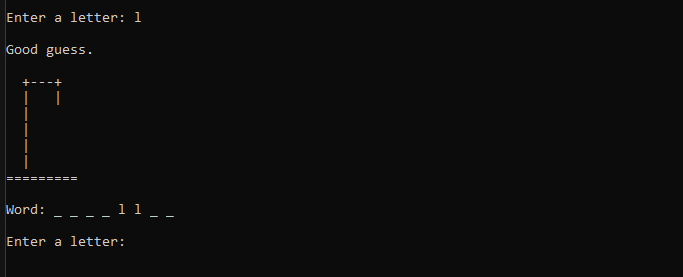 Enter a letter: l
Good guess.
+---+
|   |
|
|
|
|
=========
Word: _ _ _ _ l l _ _
Enter a letter: